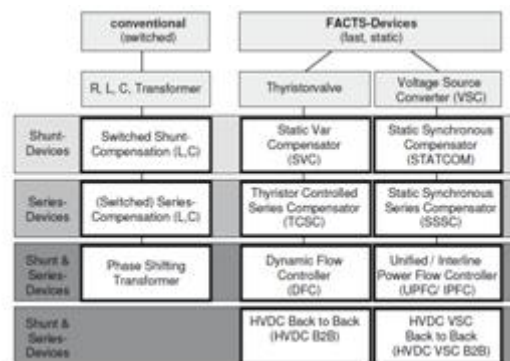 conventional
(switched)
FACTS-Devices
(fast, static)
R, L, C, Transformer
Thyristorvalve
Voltage Source
Converter (VSC)
Shunt-
Devices
Switched Shunt-
Compensation (L,C)
Static Var
Compensator
(SVC)
Static Synchronous
Compensator
(STATCOM)
Series-
Devices
(Switched) Series-
Compensation (L,C)
Thyristor Controlled
Series Compensator
(TCSC)
Static Synchronous
Series Compensator
(SSSC)
Shunt &
Series-
Devices
Phase Shifting
Transformer
Dynamic Flow
Controller
(DFC)
Unified / Interline
Power Flow Controller
(UPFC/ IPFC)
Shunt &
Series-
Devices
HVDC Back to Back
(HVDC B2B)
HVDC VSC
Back to Back
(HVDC VSC B2B)